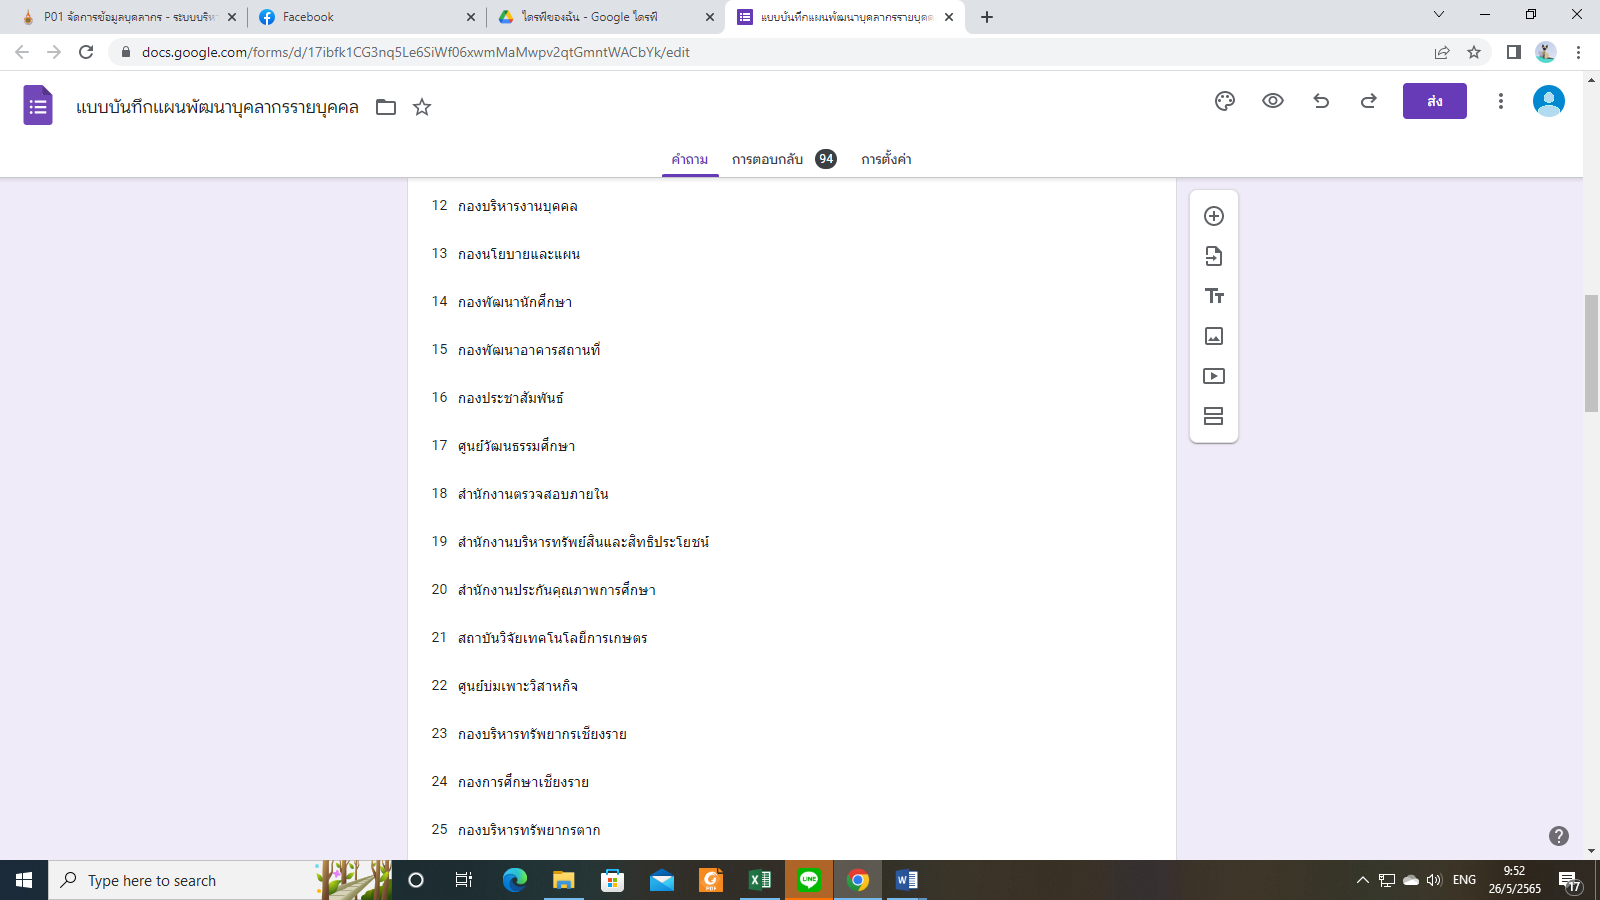 P01 จัดการข้อมูลบุคลากร - ระบบบริหา
Facebook
ไดรฟ์ของฉัน - Google ไดรฟ์
แบบบันทึกแผนพัฒนาบุคลากรรายบุคค
docs.google.com/forms/d/17ibfk1CG3nq5Le6SiWf06xwmMaMwpv2qtGmntWACbYk/edit
แบบบันทึกแผนพัฒนาบุคลากรรายบุคคล
ส่ง
คำถาม
การตอบกลับ 94
การตั้งค่า
12 กองบริหารงานบุคคล
13 กองนโยบายและแผน
14 กองพัฒนานักศึกษา
15 กองพัฒนาอาคารสถานที่
16 กองประชาสัมพันธ์
17 ศูนย์วัฒนธรรมศึกษา
18 สำนักงานตรวจสอบภายใน
19 สำนักงานบริหารทรัพย์สินและสิทธิประโยชน์
20 สำนักงานประกันคุณภาพการศึกษา
21 สถาบันวิจัยเทคโนโลยีการเกษตร
22 ศูนย์บ่มเพาะวิสาหกิจ
23 กองบริหารทรัพยากรเชียงราย
24 กองการศึกษาเชียงราย
25 กองบริหารทรัพยากรตาก
Type here to search
ENG
9:52
26/5/2565
17